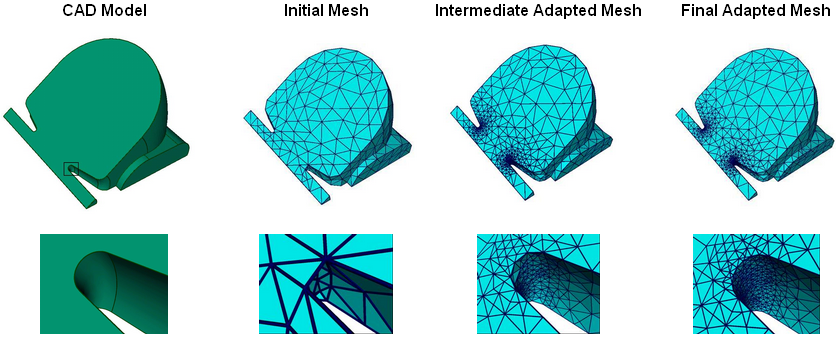 CAD Model
Initial Mesh
Intermediate Adapted Mesh
Final Adapted Mesh